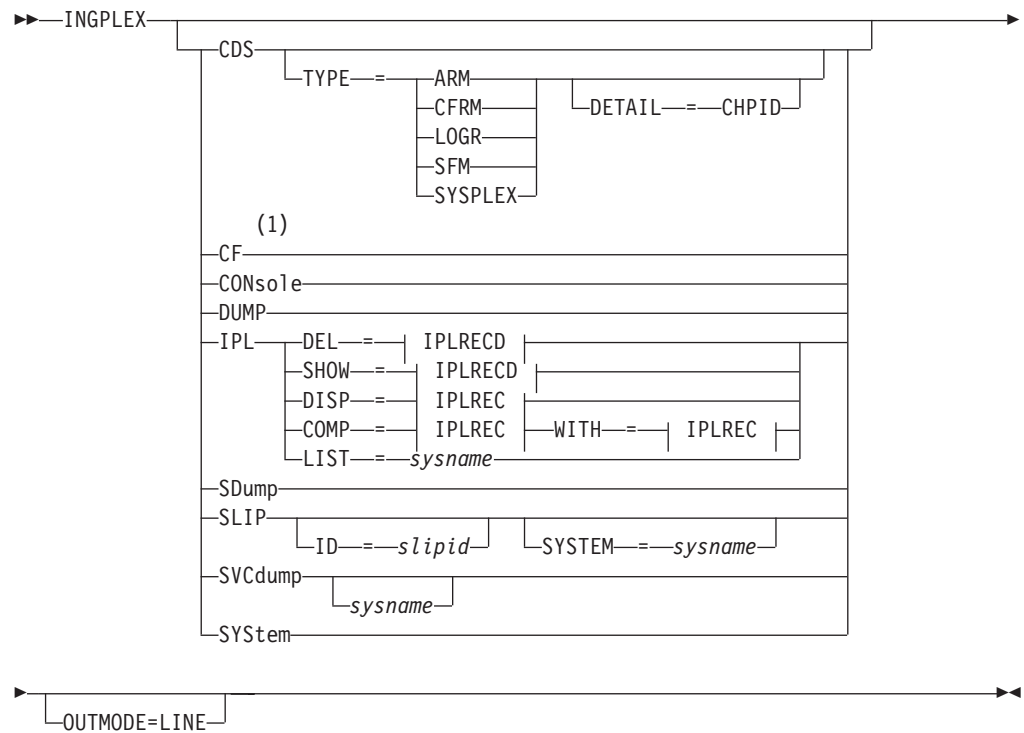 INGPLEX
CDS
TYPE = ARM
CFRM
LOGR
SFM
SYSPLEX
DETAIL = CHPID
(1)
CF
CONsole
DUMP
IPL DEL = IPLRECD
SHOW = IPLRECD
DISP = IPLREC
COMP = IPLREC WITH = IPLREC
LIST = sysname
SDump
SLIP
ID = slipid SYSTEM = sysname
SVCdump
sysname
SYStem
OUTMODE=LINE